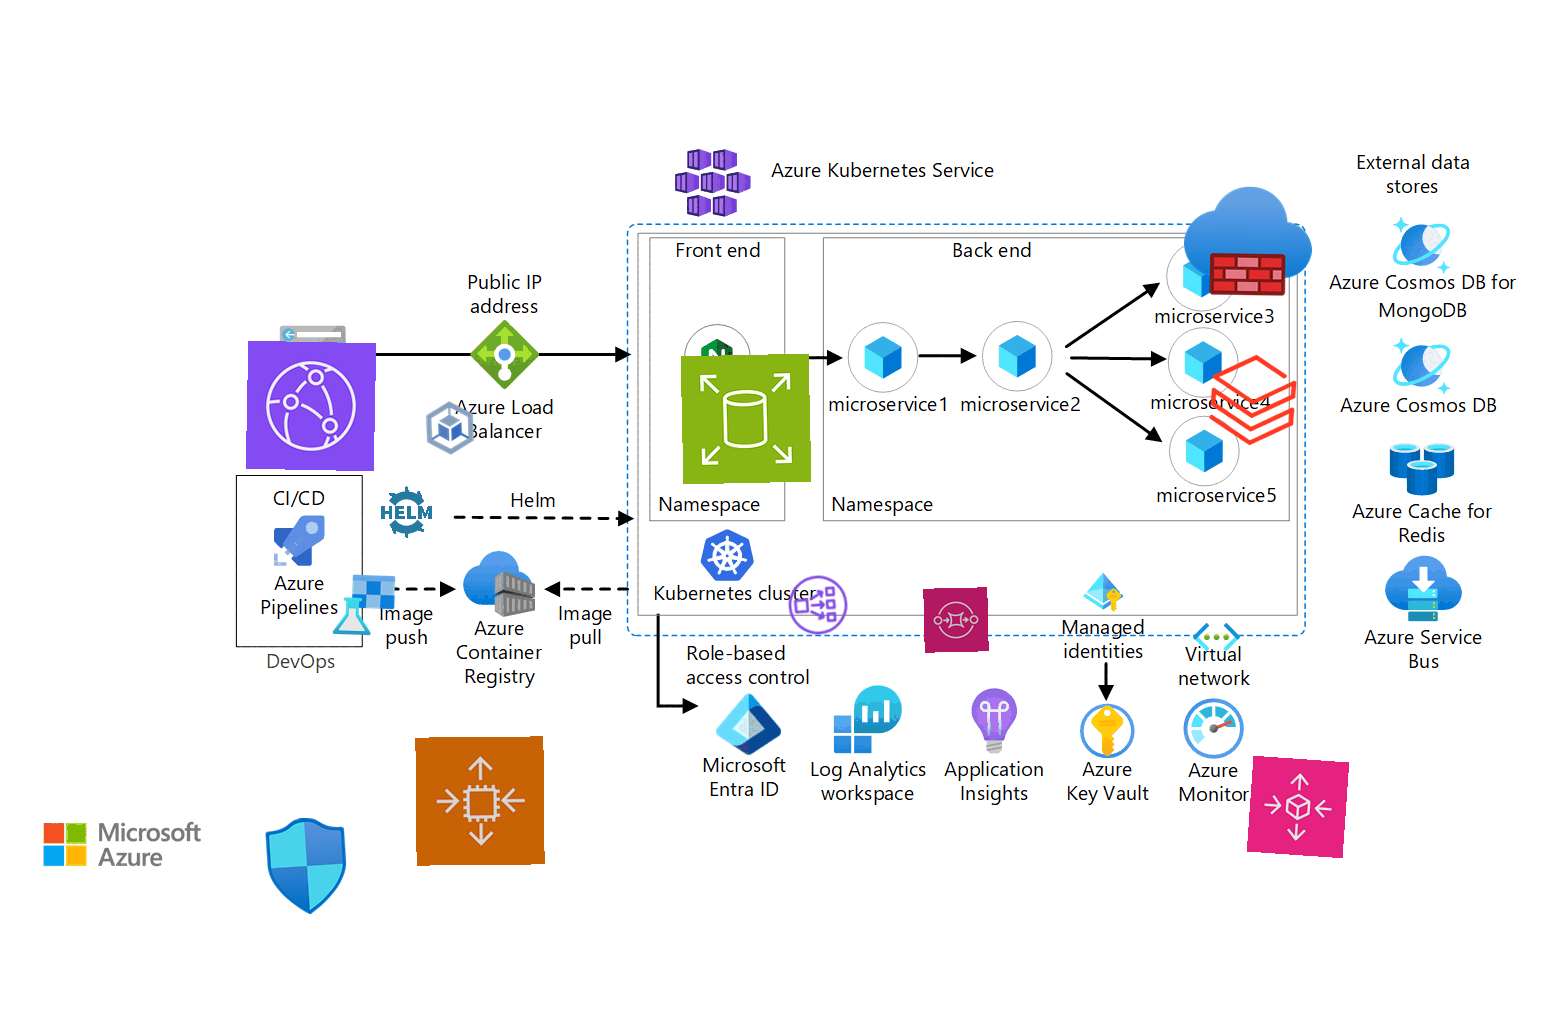 Azure Kubernetes Service
External data
stores
Front end
Back end
Public IP
address
Azure Cosmos DB for
MongoDB
microservice3
Azure Load
Balancer
microservice1
microservice2
microservice4
Azure Cosmos DB
CI/CD
HELM
Helm
Namespace
Namespace
microservice5
Azure Cache for
Redis
Azure
Pipelines
Image
push
Azure
Container
Registry
Image
pull
Kubernetes cluster
DevOps
Role-based
access control
Managed
identities
Virtual
network
Azure Service
Bus
Microsoft
Entra ID
Log Analytics
workspace
Application
Insights
Azure
Key Vault
Azure
Monitor
Microsoft
Azure